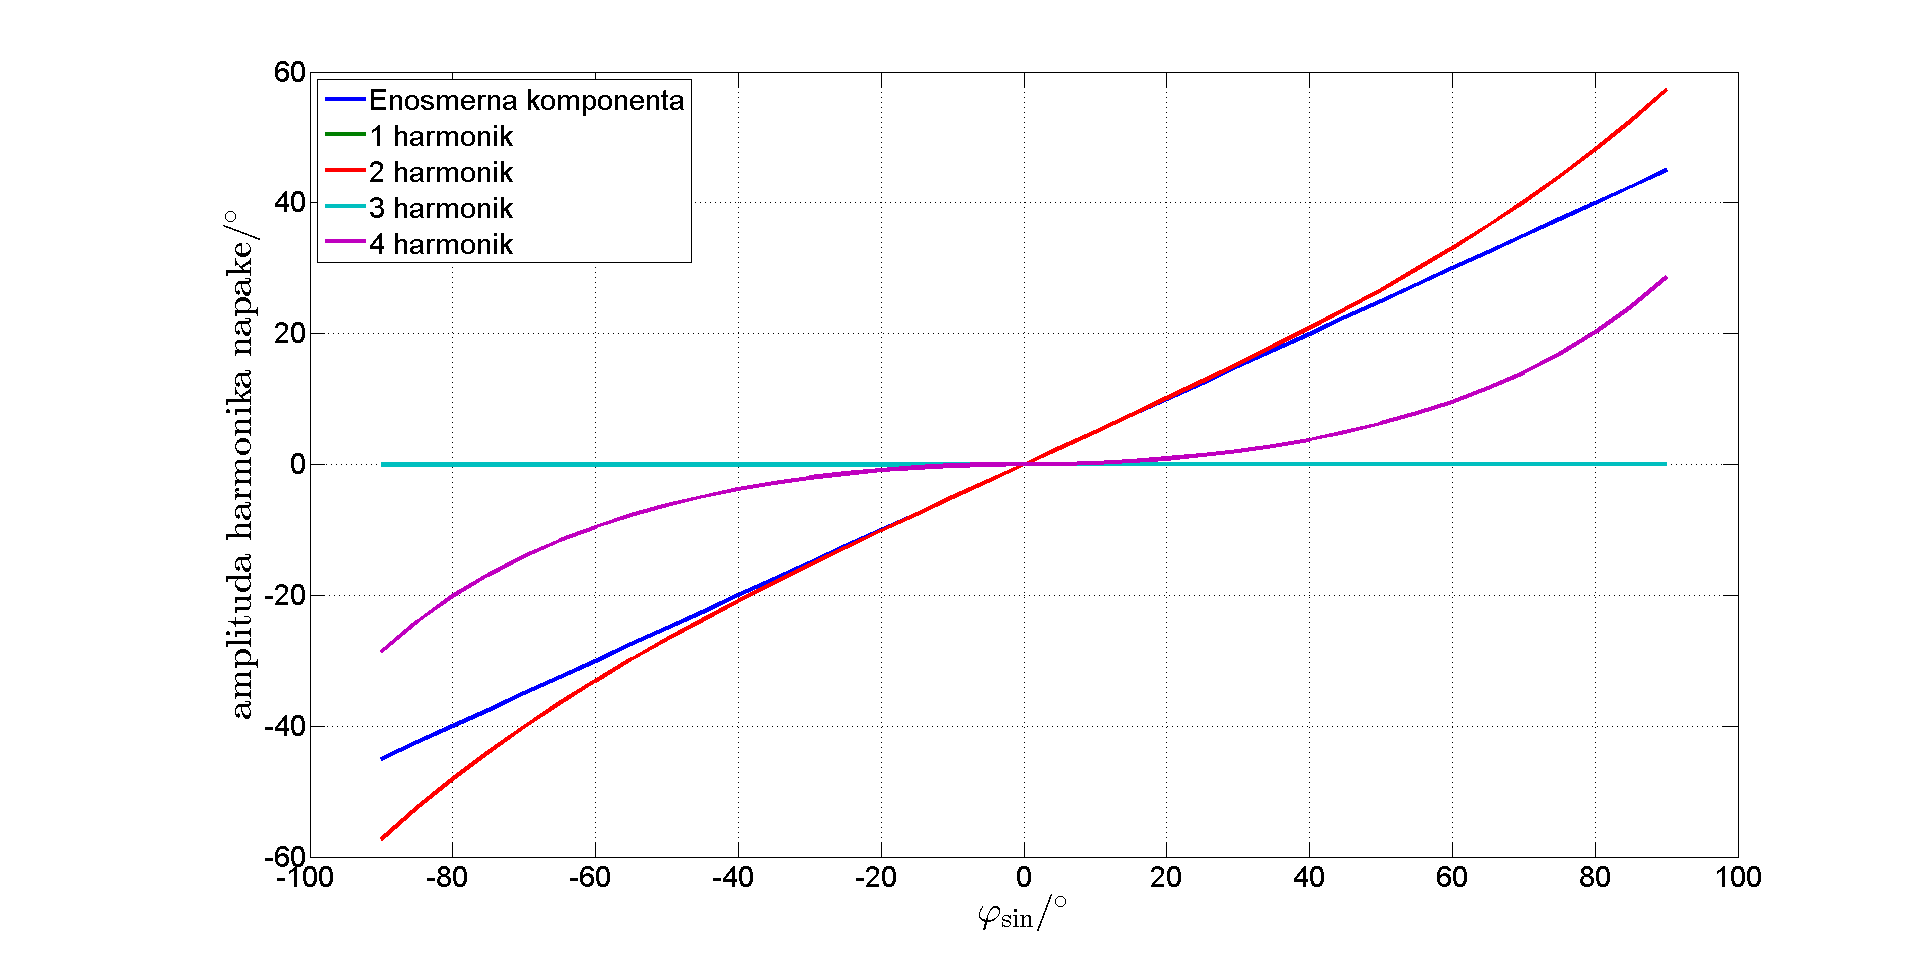 60
40
20
0
-20
-40
-60
amplituda harmonika napake/°
Enosmerna komponenta
1 harmonik
2 harmonik
3 harmonik
4 harmonik
-100 -80 -60 -40 -20 0 20 40 60 80 100
φsin/°